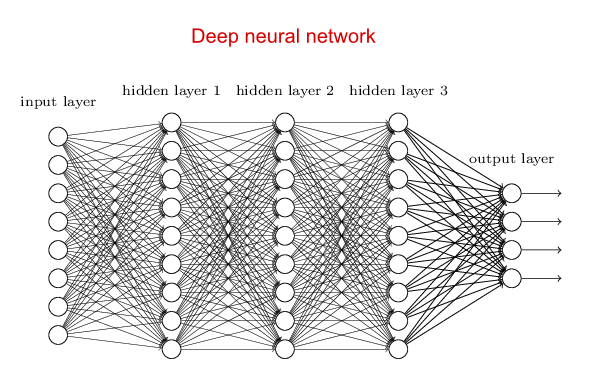 Deep neural network
hidden layer 1 hidden layer 2 hidden layer 3
input layer
output layer